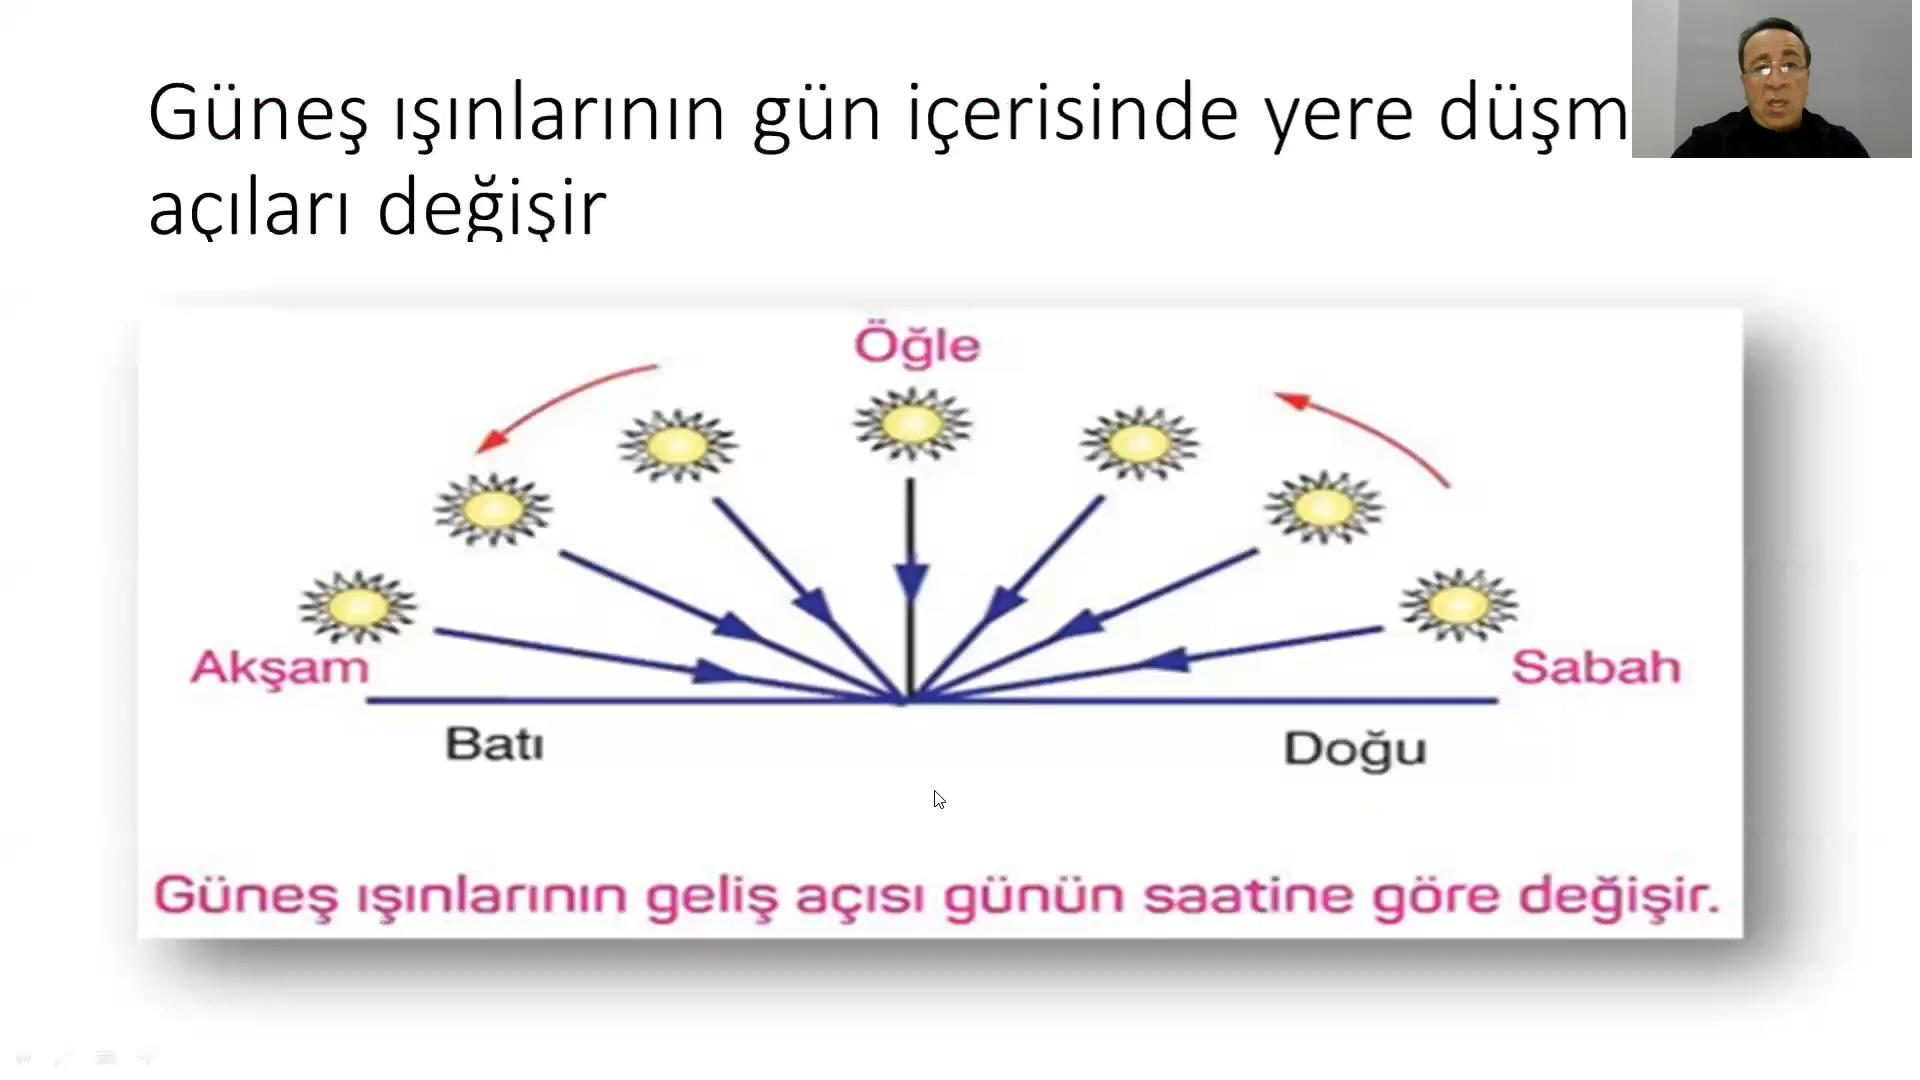 Güneş ışınlarının gün içerisinde yere düşm
açıları değişir
Öğle
Akşam
Sabah
Batı
Doğu
Güneş ışınlarının geliş açısı günün saatine göre değişir.